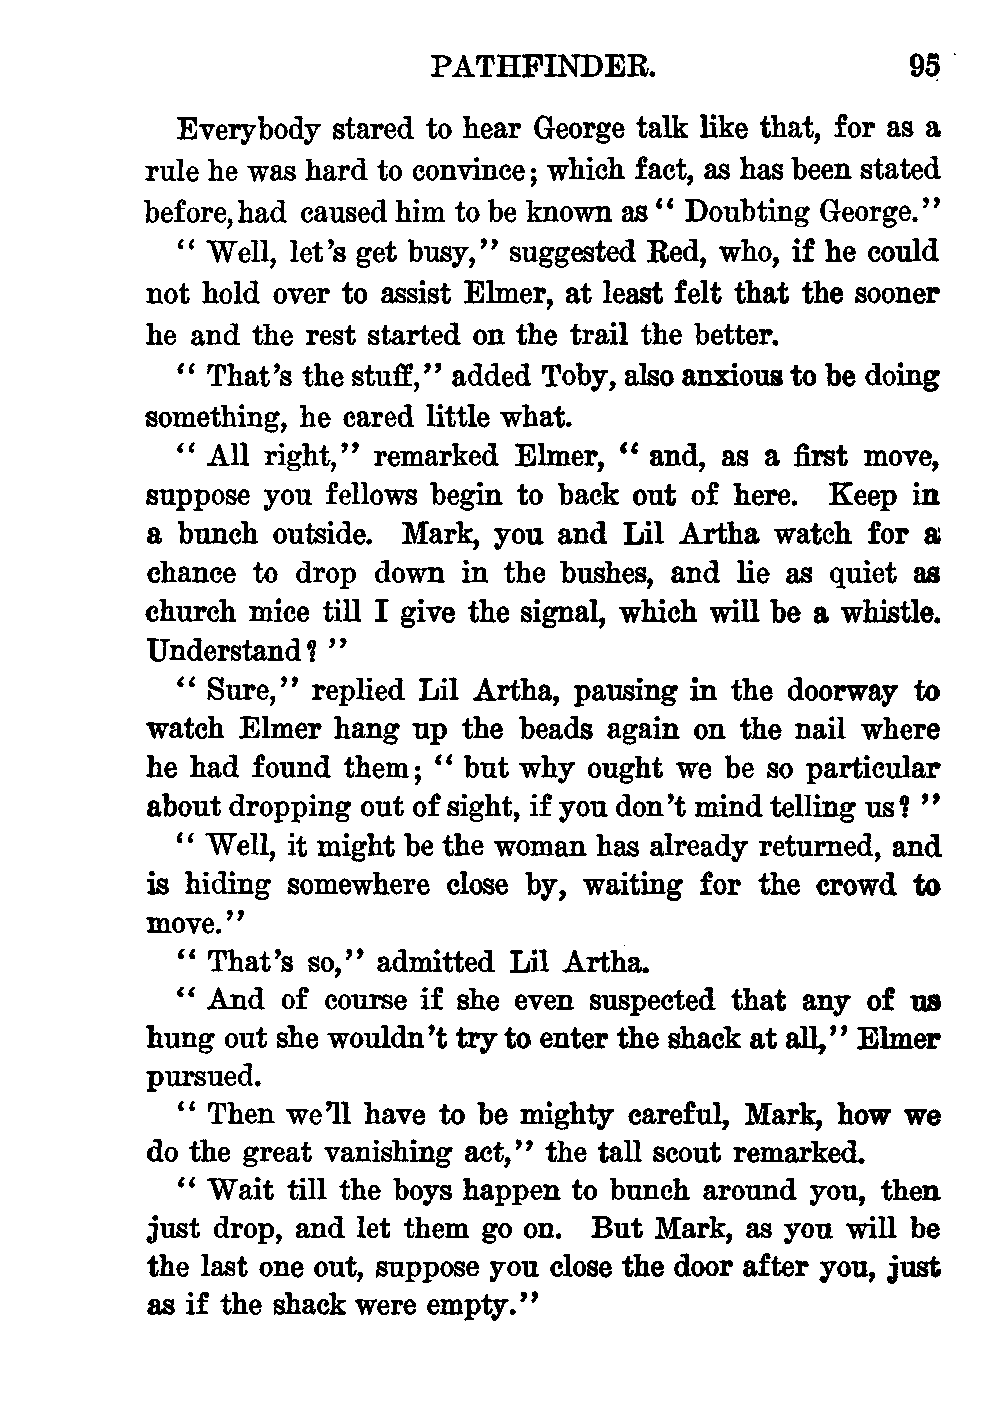 PATHFINDER. 95
Everybody stared to hear George talk like that, for as a
rule he was hard to convince; which fact, as has been stated
before, had caused him to be known as “ Doubting George.”
“ Well, let’s get busy,” suggested Red, who, if he could
not hold over to assist Elmer, at least felt that the sooner
he and the rest started on the trail the better.
“ That’s the stuff,” added Toby, also anxious to be doing
something, he cared little what.
“ All right,” remarked Elmer, “ and, as a first move,
suppose you fellows begin to back out of here. Keep in
a bunch outside. Mark, you and Lil Artha watch for a
chance to drop down in the bushes, and lie as quiet as
church mice till I give the signal, which will be a whistle.
Understand? ”
“ Sure,” replied Lil Artha, pausing in the doorway to
watch Elmer hang up the beads again on the nail where
he had found them; “ but why ought we be so particular
about dropping out of sight, if you don’t mind telling us? ”
“ Well, it might be the woman has already returned, and
is hiding somewhere close by, waiting for the crowd to
move.”
“ That’s so,” admitted Lil Artha.
“ And of course if she even suspected that any of us
hung out she wouldn’t try to enter the shack at all,” Elmer
pursued.
“ Then we’ll have to be mighty careful, Mark, how we
do the great vanishing act,” the tall scout remarked.
“ Wait till the boys happen to bunch around you, then
just drop, and let them go on. But Mark, as you will be
the last one out, suppose you close the door after you, just
as if the shack were empty.”